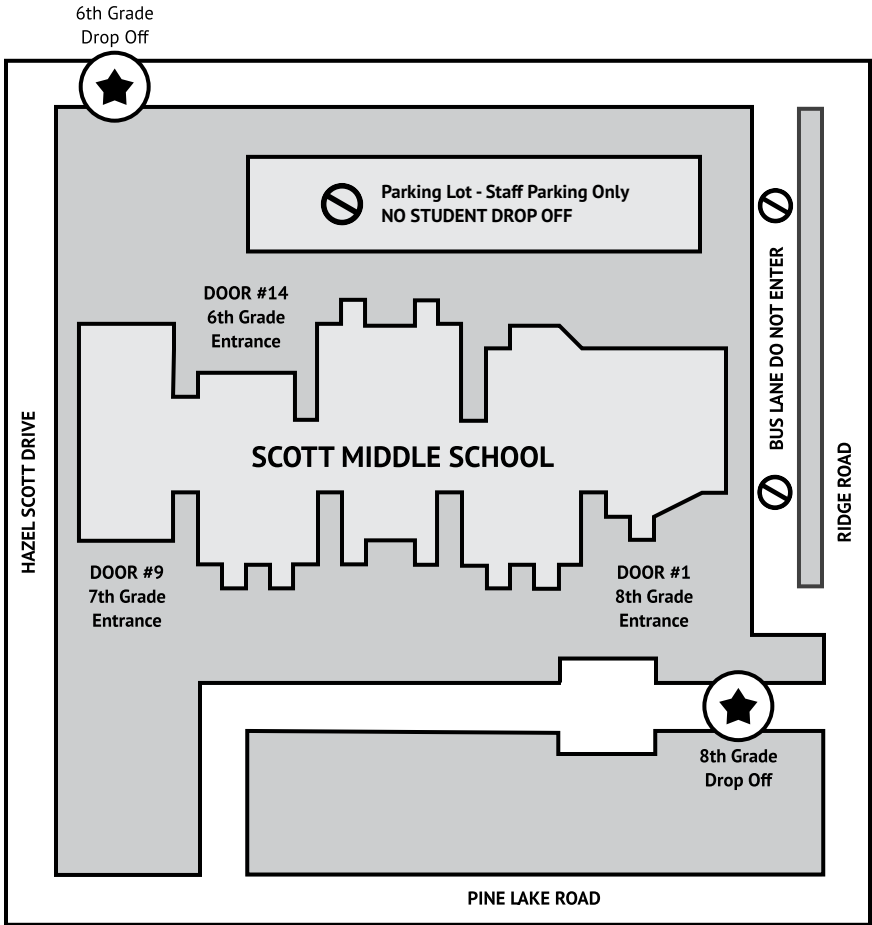 6th Grade
Drop Off
Parking Lot - Staff Parking Only
NO STUDENT DROP OFF
BUS LANE DO NOT ENTER
DOOR #14
6th Grade
Entrance
SCOTT MIDDLE SCHOOL
HAZEL SCOTT DRIVE
RIDGE ROAD
DOOR #9
7th Grade
Entrance
DOOR #1
8th Grade
Entrance
8th Grade
Drop Off
PINE LAKE ROAD